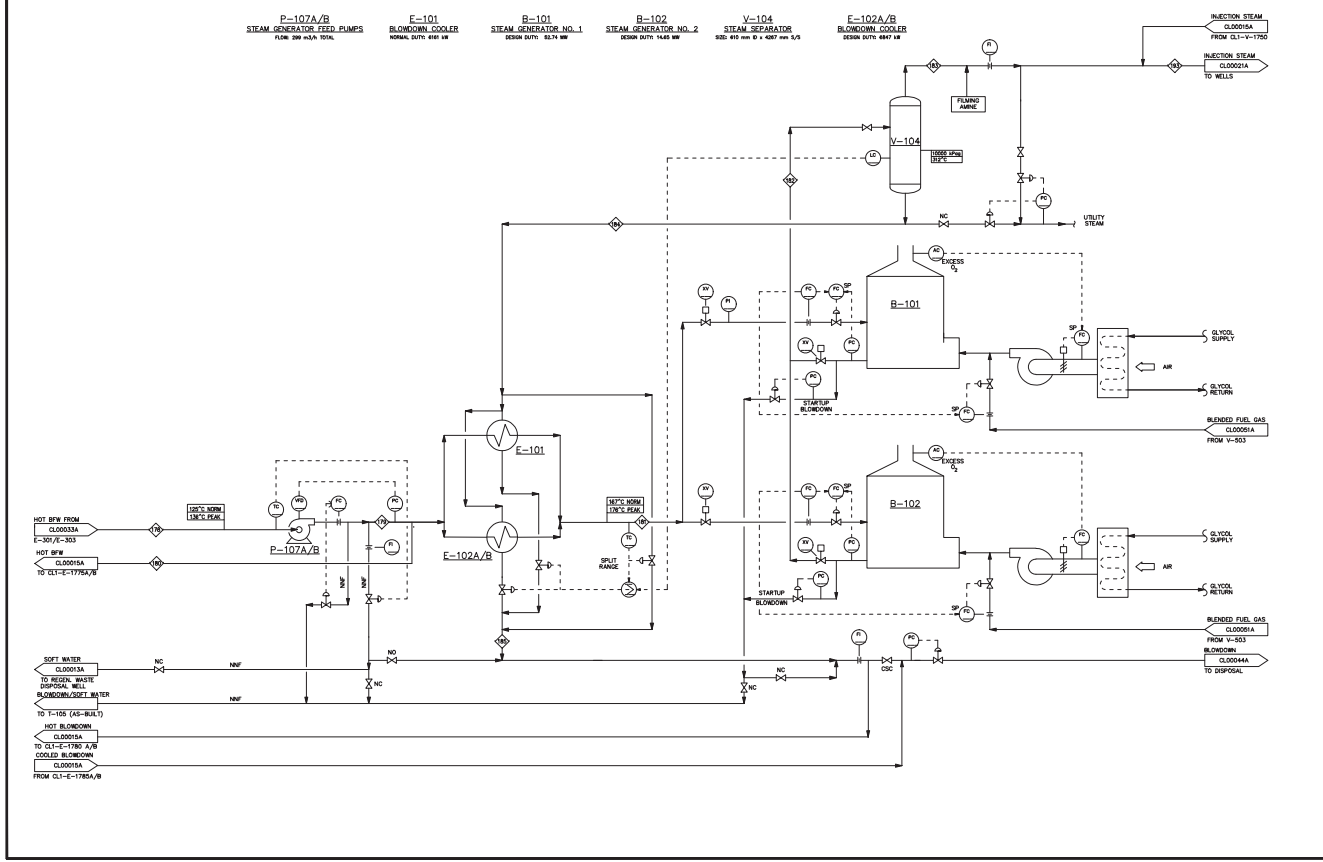 P-107A/B
STEAM GENERATOR FEED PUMPS
FLOW: 299 m3/h TOTAL
E-101
BLOWDOWN COOLER
NORMAL DUTY: 6161 kW
B-101
STEAM GENERATOR NO. 1
DESIGN DUTY: 52.74 MW
B-102
STEAM GENERATOR NO. 2
DESIGN DUTY: 14.65 MW
V-104
STEAM SEPARATOR
SIZE: 610 mm ID x 4267 mm S/S
E-102A/B
BLOWDOWN COOLER
DESIGN DUTY: 6847 kW
INJECTION STEAM
CL00015A
FROM CL1-V-1750
FI
183
193
INJECTION STEAM
CL00021A
TO WELLS
FILMING
AMINE
V-104
LC
10000 kPag
312°C
182
PC
184
NC
UTILITY
STEAM
AC
EXCESS
O2
XV
FI
FC
FC
SP
B-101
SP
FC
GLYCOL
SUPPLY
XV
PC
AIR
PC
STARTUP
BLOWDOWN
GLYCOL
RETURN
SP
FC
BLENDED FUEL GAS
CL00051A
FROM V-503
E-101
AC
EXCESS
O2
167°C NORM
176°C PEAK
XV
FC
FC
SP
B-102
FC
GLYCOL
SUPPLY
125°C NORM
136°C PEAK
TC
VFD
FC
PC
HOT BFW FROM
CL00033A
E-301/E-303
178
179
181
P-107A/B
FI
E-102A/B
TC
SPLIT
RANGE
XV
PC
AIR
HOT BFW
CL00015A
TO CL1-E-1775A/B
180
NNF
NNF
PC
STARTUP
BLOWDOWN
GLYCOL
RETURN
SP
FC
BLENDED FUEL GAS
CL00051A
FROM V-503
185
SOFT WATER
CL00013A
TO REGEN. WASTE
DISPOSAL WELL
NC
NNF
NO
FI
CSC
PC
BLOWDOWN
CL00044A
TO DISPOSAL
NC
NC
NC
BLOWDOWN/SOFT WATER
NNF
TO T-105 (AS-BUILT)
HOT BLOWDOWN
CL00015A
TO CL1-E-1780 A/B
COOLED BLOWDOWN
CL00015A
FROM CL1-E-1785A/B